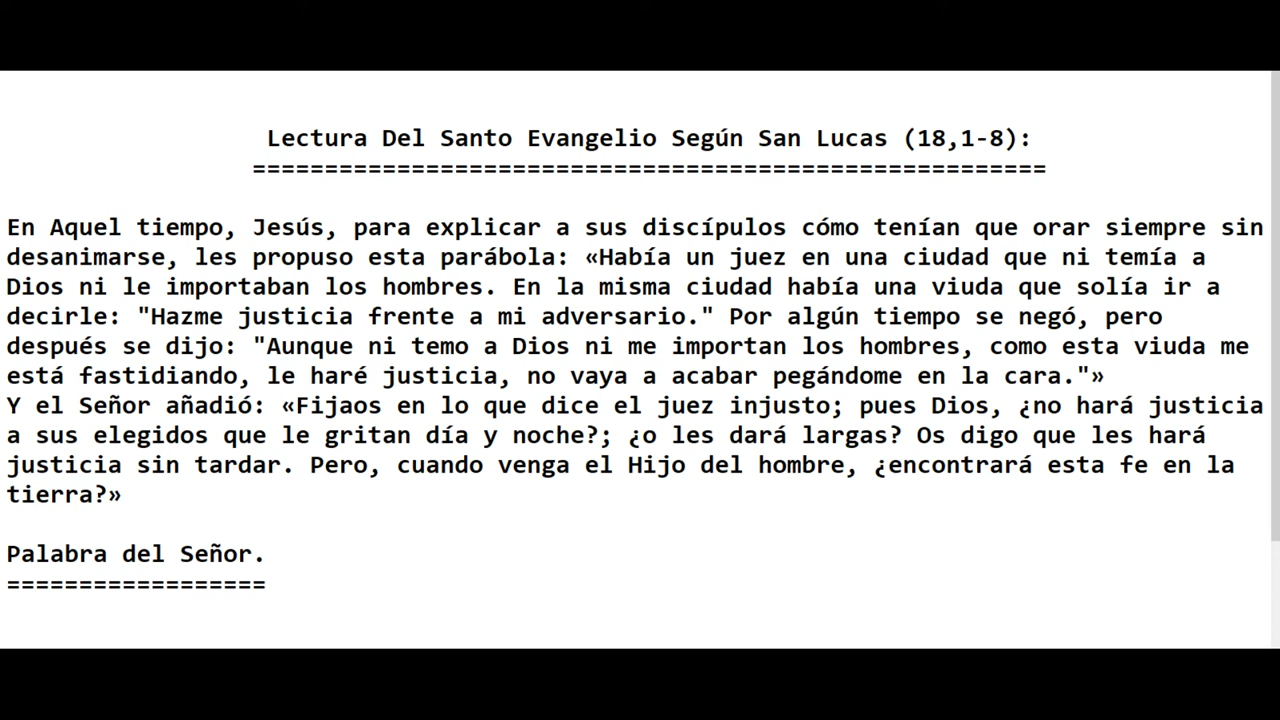 Lectura Del Santo Evangelio Según San Lucas (18,1-8):
=======================================================
En Aquel tiempo, Jesús, para explicar a sus discípulos cómo tenían que orar siempre sin
desanimarse, les propuso esta parábola: «Había un juez en una ciudad que ni temía a
Dios ni le importaban los hombres. En la misma ciudad había una viuda que solía ir a
decirle: "Hazme justicia frente a mi adversario." Por algún tiempo se negó, pero
después se dijo: "Aunque ni temo a Dios ni me importan los hombres, como esta viuda me
está fastidiando, le haré justicia, no vaya a acabar pegándome en la cara."»
Y el Señor añadió: «Fijaos en lo que dice el juez injusto; pues Dios, ¿no hará justicia
a sus elegidos que le gritan día y noche?; ¿o les dará largas? Os digo que les hará
justicia sin tardar. Pero, cuando venga el Hijo del hombre, ¿encontrará esta fe en la
tierra?»
Palabra del Señor.
==================